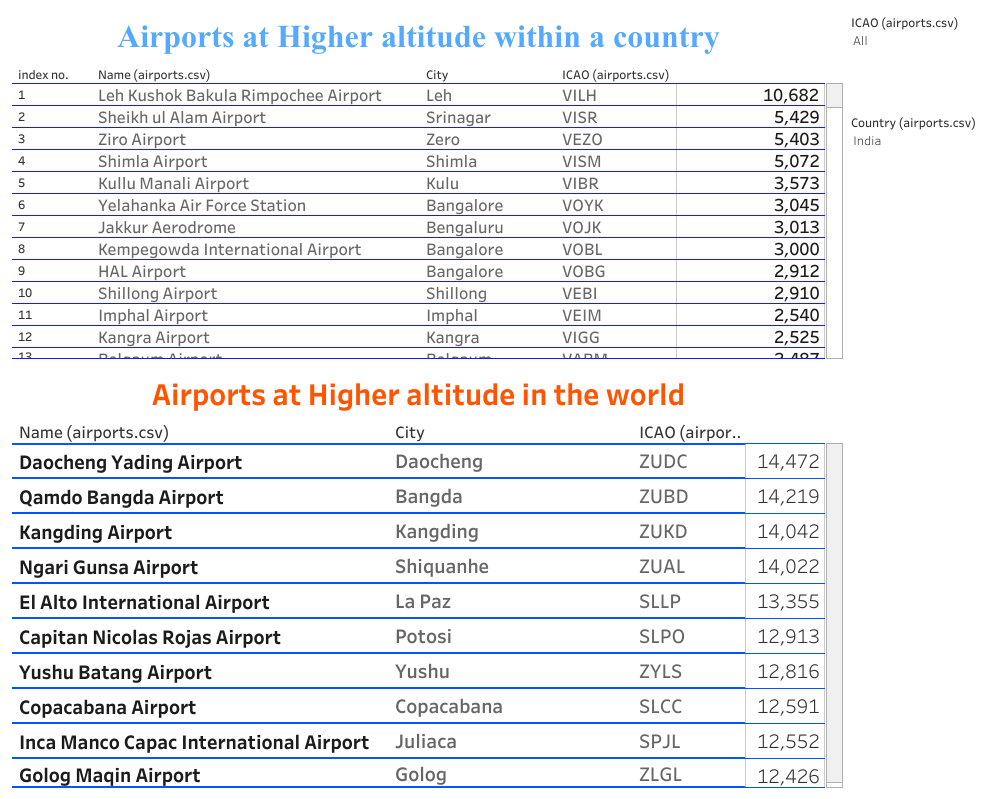 Airports at Higher altitude within a country
ICAO (airports.csv)
All
index no. Name (airports.csv) City ICAO (airports.csv)
1 Leh Kushok Bakula Rimpochee Airport Leh VILH 10,682
2 Sheikh ul Alam Airport Srinagar VISR 5,429
Country (airports.csv)
India
3 Ziro Airport Zero VEZO 5,403
4 Shimla Airport Shimla VISM 5,072
5 Kullu Manali Airport Kulu VIBR 3,573
6 Yelahanka Air Force Station Bangalore VOYK 3,045
7 Jakkur Aerodrome Bengaluru VOJK 3,013
8 Kempegowda International Airport Bangalore VOBL 3,000
9 HAL Airport Bangalore VOBG 2,912
10 Shillong Airport Shillong VEBI 2,910
11 Imphal Airport Imphal VEIM 2,540
12 Kangra Airport Kangra VIGG 2,525
13 Belgaum Airport Belgaum VABM 2,487
Airports at Higher altitude in the world
Name (airports.csv) City ICAO (airpor..
Daocheng Yading Airport Daocheng ZUDC 14,472
Qamdo Bangda Airport Bangda ZUBD 14,219
Kangding Airport Kangding ZUKD 14,042
Ngari Gunsa Airport Shiquanhe ZUAL 14,022
El Alto International Airport La Paz SLLP 13,355
Capitan Nicolas Rojas Airport Potosi SLPO 12,913
Yushu Batang Airport Yushu ZYLS 12,816
Copacabana Airport Copacabana SLCC 12,591
Inca Manco Capac International Airport Juliaca SPJL 12,552
Golog Maqin Airport Golog ZLGL 12,426